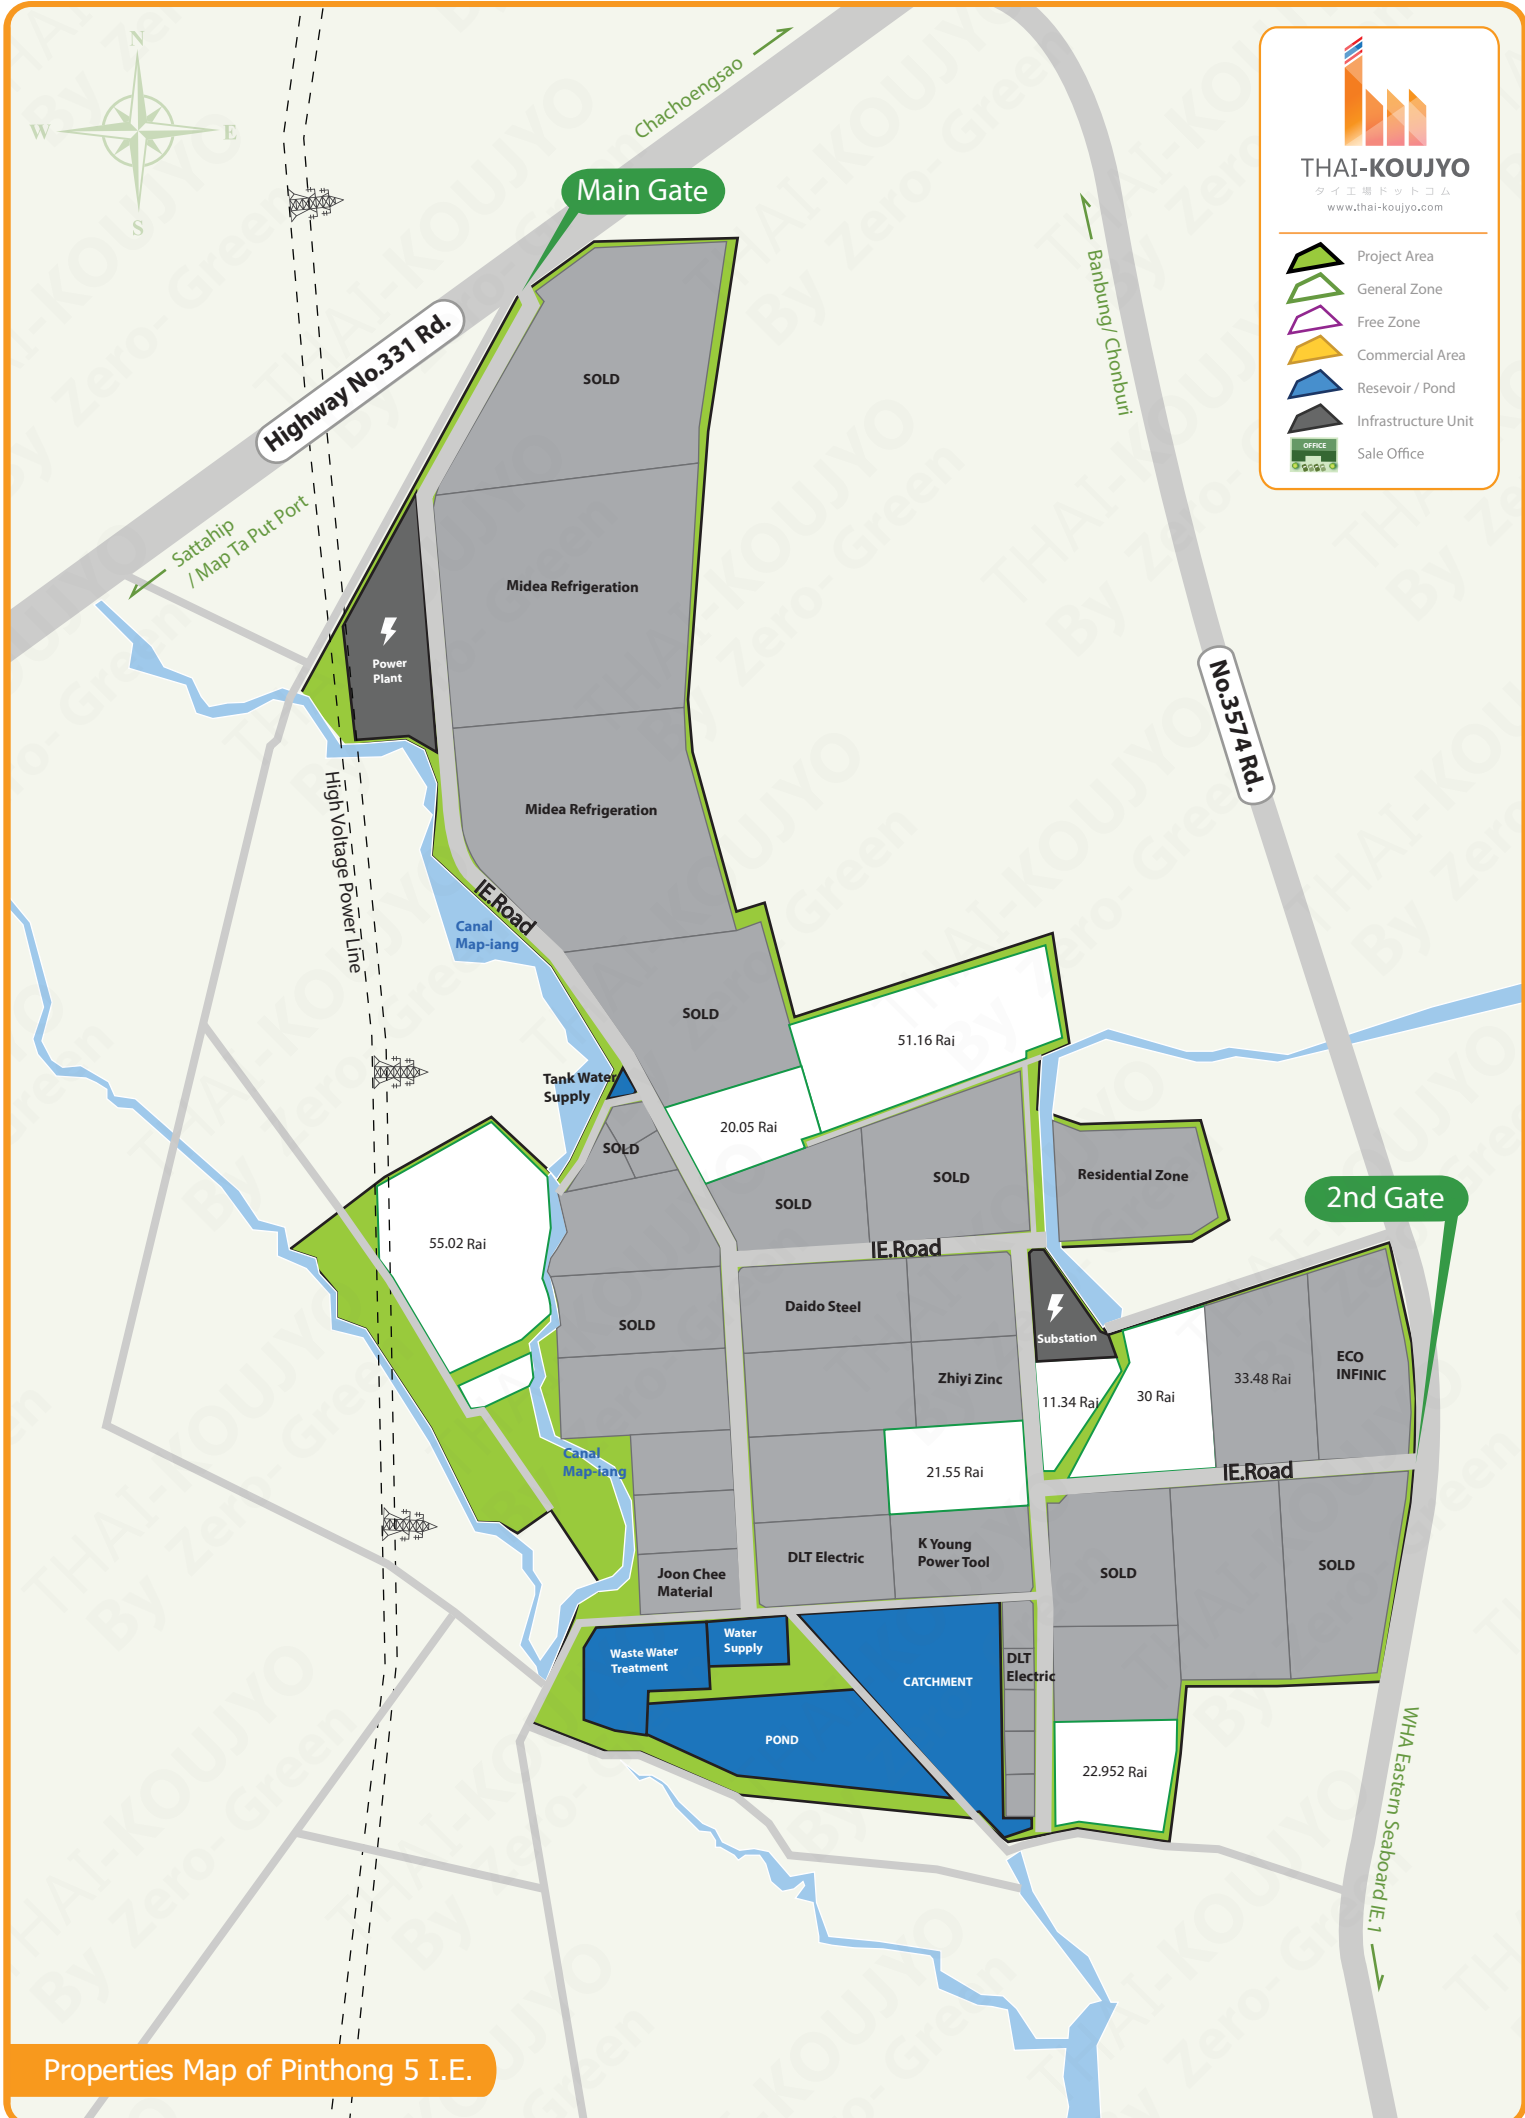 N
W
E
S
Chachoengsao
Main Gate
THAI-KOUJYO
タイ工場ドットコム
www.thai-koujyo.com
Project Area
General Zone
Free Zone
Commercial Area
Resevoir / Pond
Infrastructure Unit
OFFICE
Sale Office
Highway No.331 Rd.
Banbung/ Chonburi
Sattahip
/ Map Ta Put Port
SOLD
Midea Refrigeration
Power
Plant
No.3574 Rd.
High Voltage Power Line
Midea Refrigeration
IE.Road
Canal
Map-iang
SOLD
51.16 Rai
Tank Water
Supply
20.05 Rai
SOLD
SOLD
SOLD
Residential Zone
2nd Gate
55.02 Rai
IE.Road
Daido Steel
SOLD
Substation
Zhiyi Zinc
11.34 Rai
30 Rai
33.48 Rai
ECO
INFINIC
Canal
Map-iang
21.55 Rai
IE.Road
DLT Electric
K Young
Power Tool
Joon Chee
Material
SOLD
SOLD
Waste Water
Treatment
Water
Supply
CATCHMENT
DLT
Electric
POND
22.952 Rai
WHA Eastern Seaboard IE.1
Properties Map of Pinthong 5 I.E.
THAI-KOUJYO
By Zero-Green